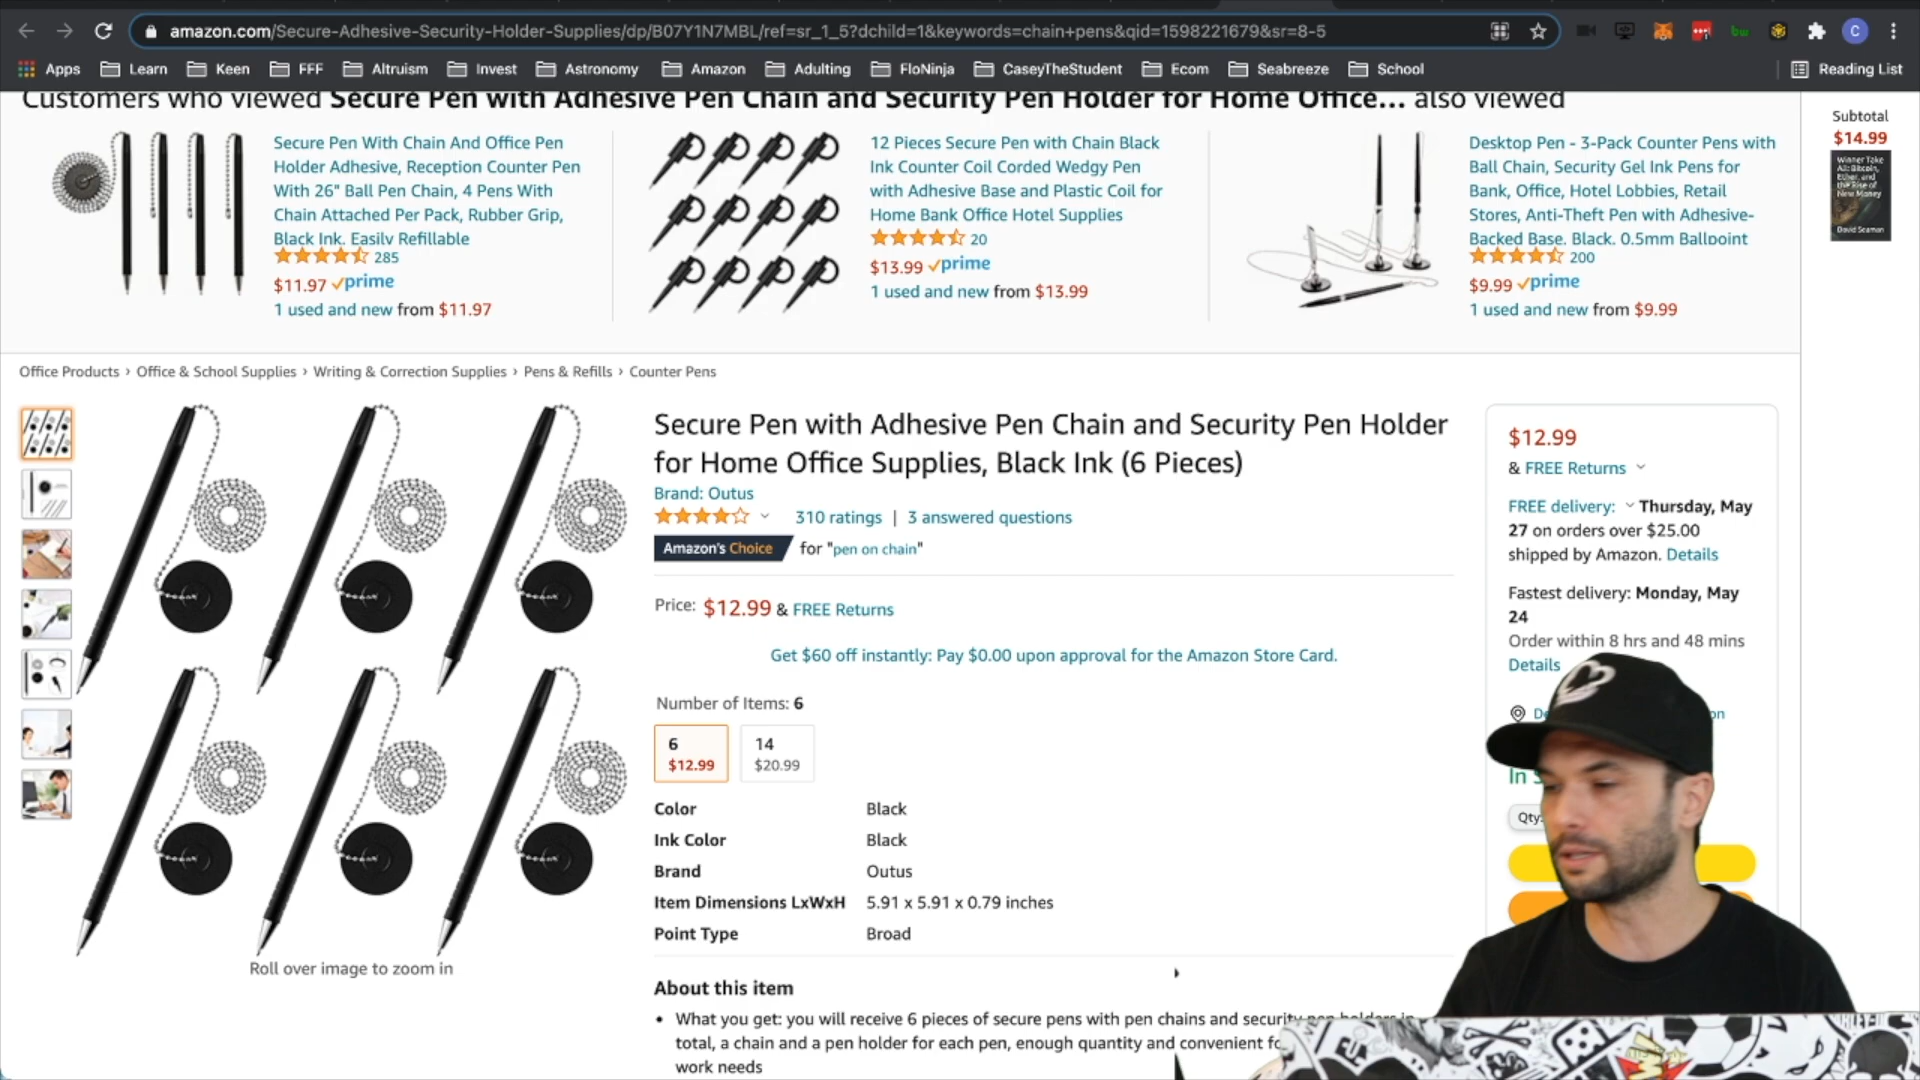 amazon.com/Secure-Adhesive-Security-Holder-Supplies/dp/B07Y1N7MBL/ref=sr_1_5?dchild=1&keywords=chain+pens&qid=1598221679&sr=8-5
C
Apps Learn Keen FFF Altruism Invest Astronomy Amazon Adulting FloNinja CaseyTheStudent Ecom Seabreeze School Reading List
Customers who viewed Secure Pen with Adhesive Pen Chain and Security Pen Holder for Home Office... also viewed
Secure Pen With Chain And Office Pen
Holder Adhesive, Reception Counter Pen
With 26" Ball Pen Chain, 4 Pens With
Chain Attached Per Pack, Rubber Grip,
Black Ink. Easily Refillable
285
$11.97 prime
1 used and new from $11.97
12 Pieces Secure Pen with Chain Black
Ink Counter Coil Corded Wedgy Pen
with Adhesive Base and Plastic Coil for
Home Bank Office Hotel Supplies
20
$13.99 prime
1 used and new from $13.99
Desktop Pen - 3-Pack Counter Pens with
Ball Chain, Security Gel Ink Pens for
Bank, Office, Hotel Lobbies, Retail
Stores, Anti-Theft Pen with Adhesive-
Backed Base. Black. 0.5mm Ballpoint
200
$9.99 prime
1 used and new from $9.99
Subtotal
$14.99
Winner Take
All: Bitcoin,
Ether, and
the Rise of
New Money
David Seaman
Office Products › Office & School Supplies › Writing & Correction Supplies › Pens & Refills › Counter Pens
Secure Pen with Adhesive Pen Chain and Security Pen Holder
for Home Office Supplies, Black Ink (6 Pieces)
Brand: Outus
310 ratings | 3 answered questions
Amazon's Choice for "pen on chain"
Price: $12.99 & FREE Returns
Get $60 off instantly: Pay $0.00 upon approval for the Amazon Store Card.
Number of Items: 6
6 14
$12.99 $20.99
Color Black
Ink Color Black
Brand Outus
Item Dimensions LxWxH 5.91 x 5.91 x 0.79 inches
Point Type Broad
Roll over image to zoom in
About this item
• What you get: you will receive 6 pieces of secure pens with pen chains and security pen holders in
total, a chain and a pen holder for each pen, enough quantity and convenient
work needs
$12.99
& FREE Returns
FREE delivery: Thursday, May
27 on orders over $25.00
shipped by Amazon. Details
Fastest delivery: Monday, May
24
Order within 8 hrs and 48 mins
Details
Qty: